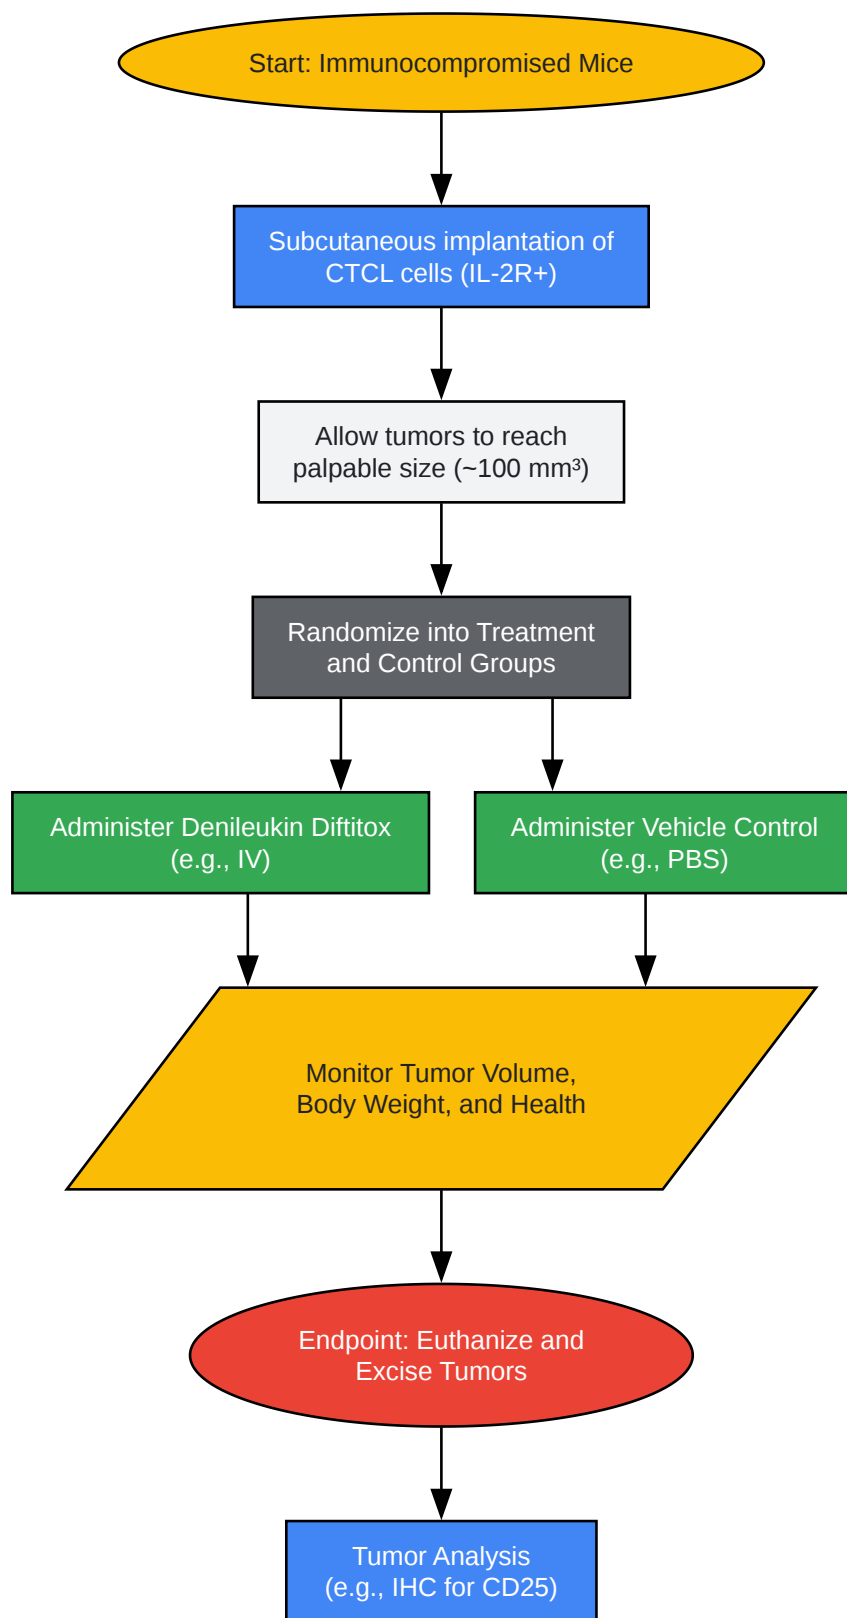 Start: Immunocompromised Mice
Subcutaneous implantation of
CTCL cells (IL-2R+)
Allow tumors to reach
palpable size (~100 mm³)
Randomize into Treatment
and Control Groups
Administer Denileukin Diftitox
(e.g., IV)
Administer Vehicle Control
(e.g., PBS)
Monitor Tumor Volume,
Body Weight, and Health
Endpoint: Euthanize and
Excise Tumors
Tumor Analysis
(e.g., IHC for CD25)